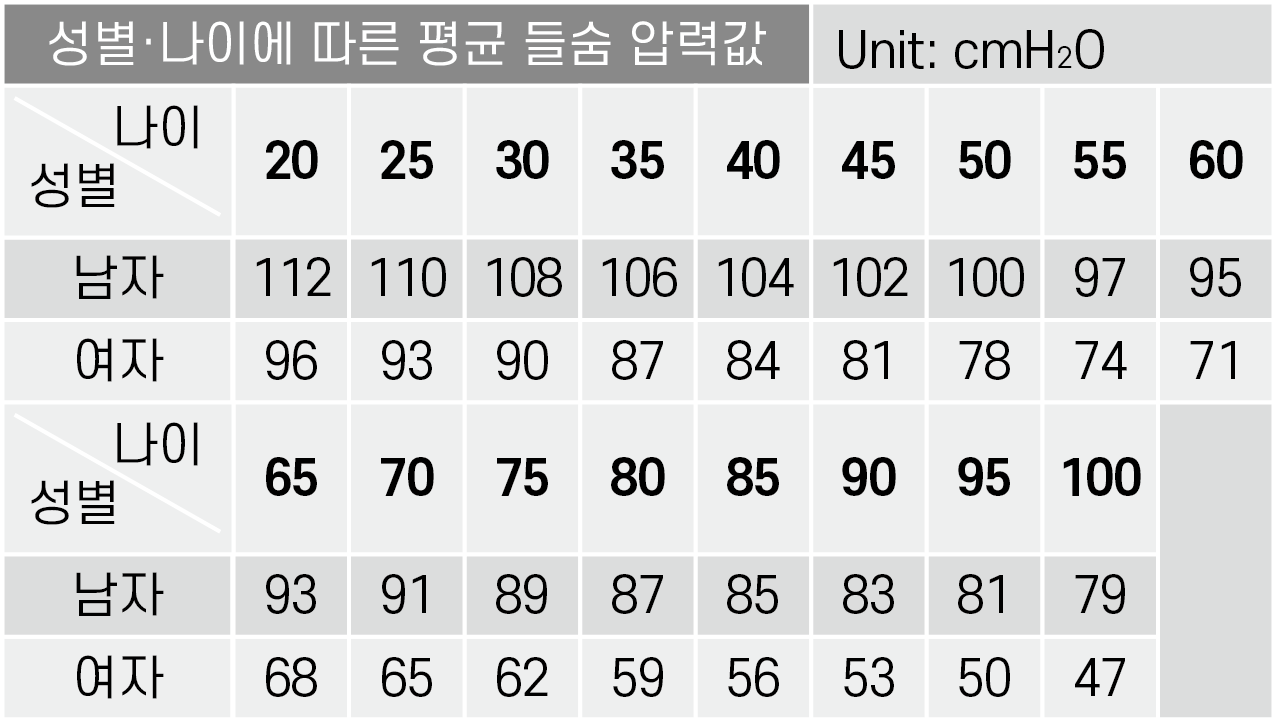 성별·나이에 따른 평균 들숨 압력값 Unit: cmH₂O
나이
성별
20 25 30 35 40 45 50 55 60
남자 112 110 108 106 104 102 100 97 95
여자 96 93 90 87 84 81 78 74 71
나이
성별
65 70 75 80 85 90 95 100
남자 93 91 89 87 85 83 81 79
여자 68 65 62 59 56 53 50 47